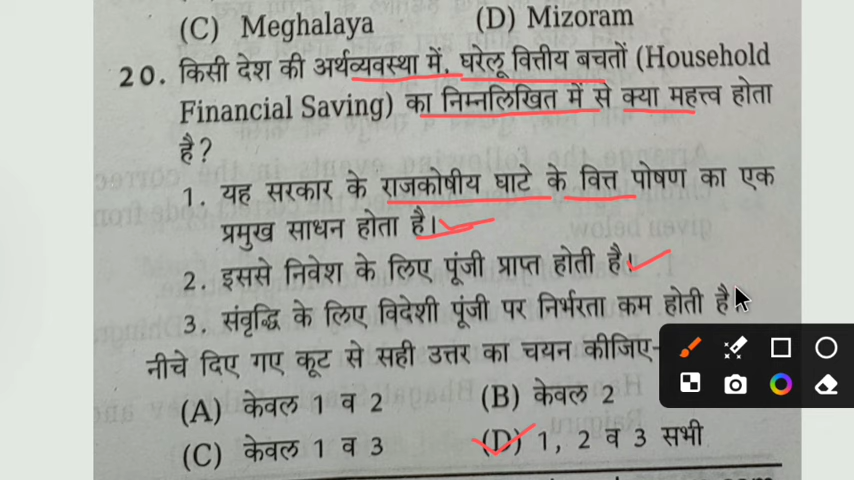 (C) Meghalaya (D) Mizoram
20. किसी देश की अर्थव्यवस्था में, घरेलू वित्तीय बचतों (Household
Financial Saving) का निम्नलिखित में से क्या महत्त्व होता
है?
1. यह सरकार के राजकोषीय घाटे के वित्त पोषण का एक
प्रमुख साधन होता है।
2. इससे निवेश के लिए पूंजी प्राप्त होती है।
3. संवृद्धि के लिए विदेशी पूंजी पर निर्भरता कम होती है।
नीचे दिए गए कूट से सही उत्तर का चयन कीजिए-
(A) केवल 1 व 2 (B) केवल 2
(C) केवल 1 व 3 (D) 1, 2 व 3 सभी